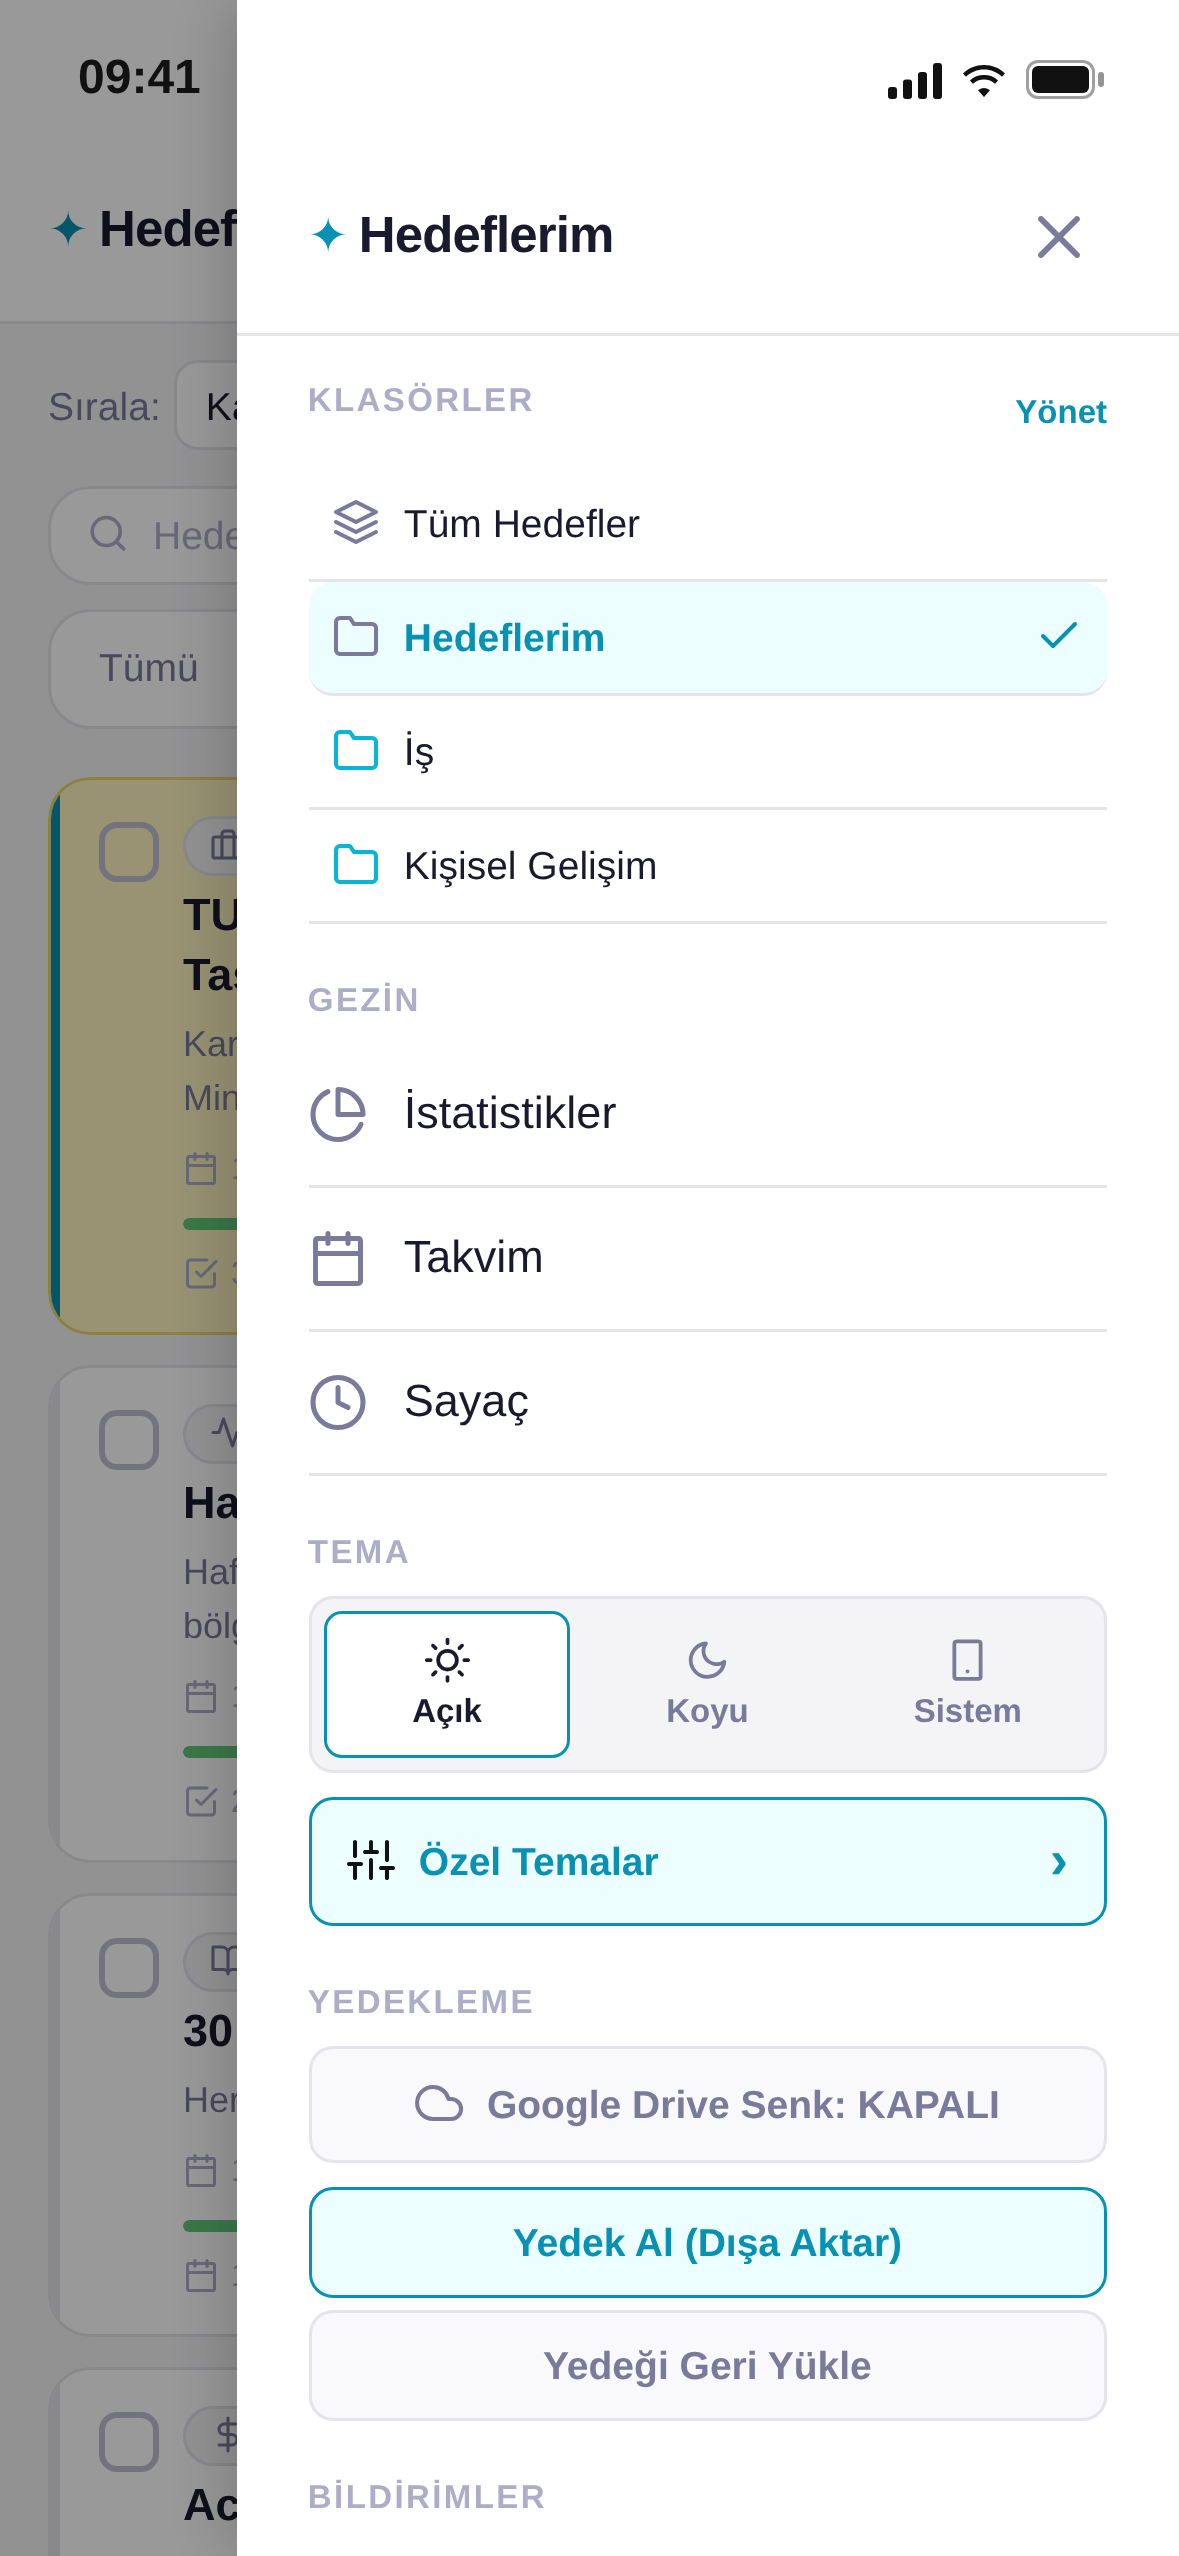 09:41
✦ Hedef
✦ Hedeflerim
Sırala:
KLASÖRLER
Yönet
Tüm Hedefler
Hedeflerim
Tümü
İş
Kişisel Gelişim
GEZİN
İstatistikler
Takvim
Sayaç
TEMA
Açık
Koyu
Sistem
Özel Temalar
YEDEKLEME
Google Drive Senk: KAPALI
30
Yedek Al (Dışa Aktar)
Yedeği Geri Yükle
BİLDİRİMLER